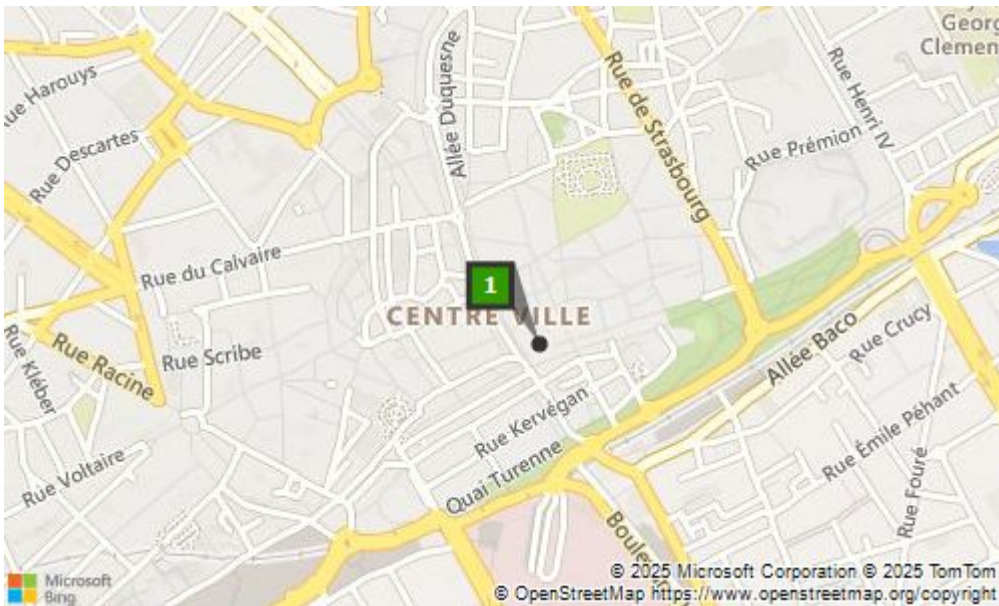 Georg
Clemen
Rue Harouys
Allée Duquesne
Rue de Strasbourg
Rue Henri IV
Rue Descartes
Rue Prémion
Rue du Calvaire
1
CENTRE VILLE
Rue Scribe
Rue Racine
Rue Kléber
Allée Baco
Rue Crucy
Rue Kervégan
Rue Émile Péhant
Rue Voltaire
Quai Turenne
Rue Fouré
Boule
Microsoft
Bing
© 2025 Microsoft Corporation © 2025 TomTom
© OpenStreetMap https://www.openstreetmap.org/copyright